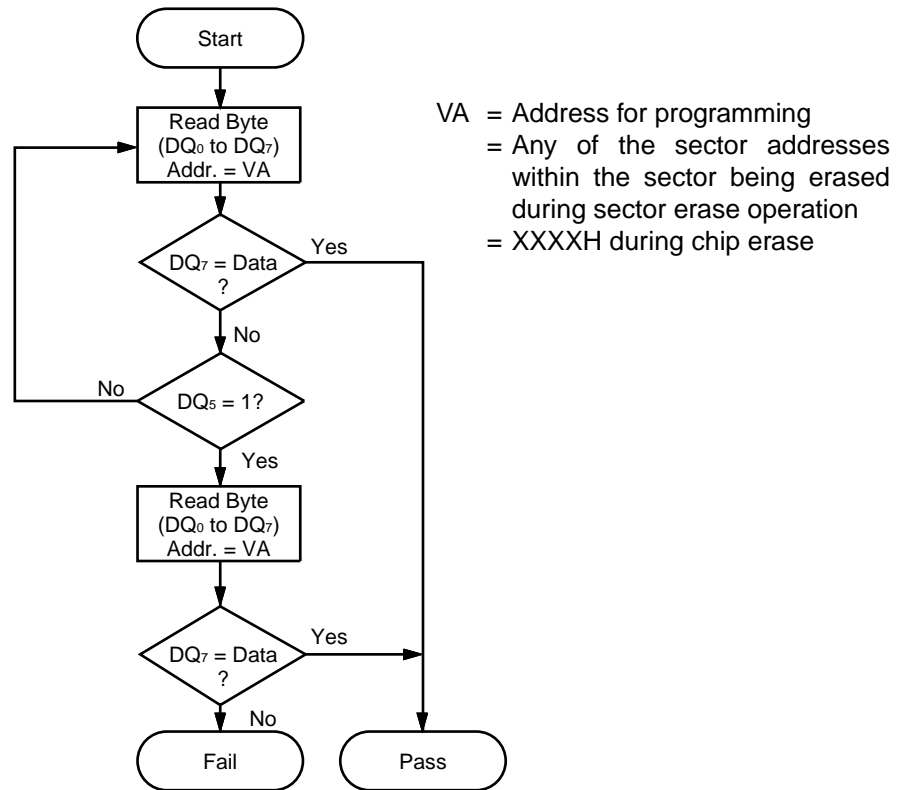 Start
Read Byte
(DQ₀ to DQ₇)
Addr. = VA
VA = Address for programming
= Any of the sector addresses
within the sector being erased
during sector erase operation
= XXXXH during chip erase
Yes
DQ₇ = Data
?
No
No
DQ₅ = 1?
Yes
Read Byte
(DQ₀ to DQ₇)
Addr. = VA
Yes
DQ₇ = Data
?
No
Fail
Pass